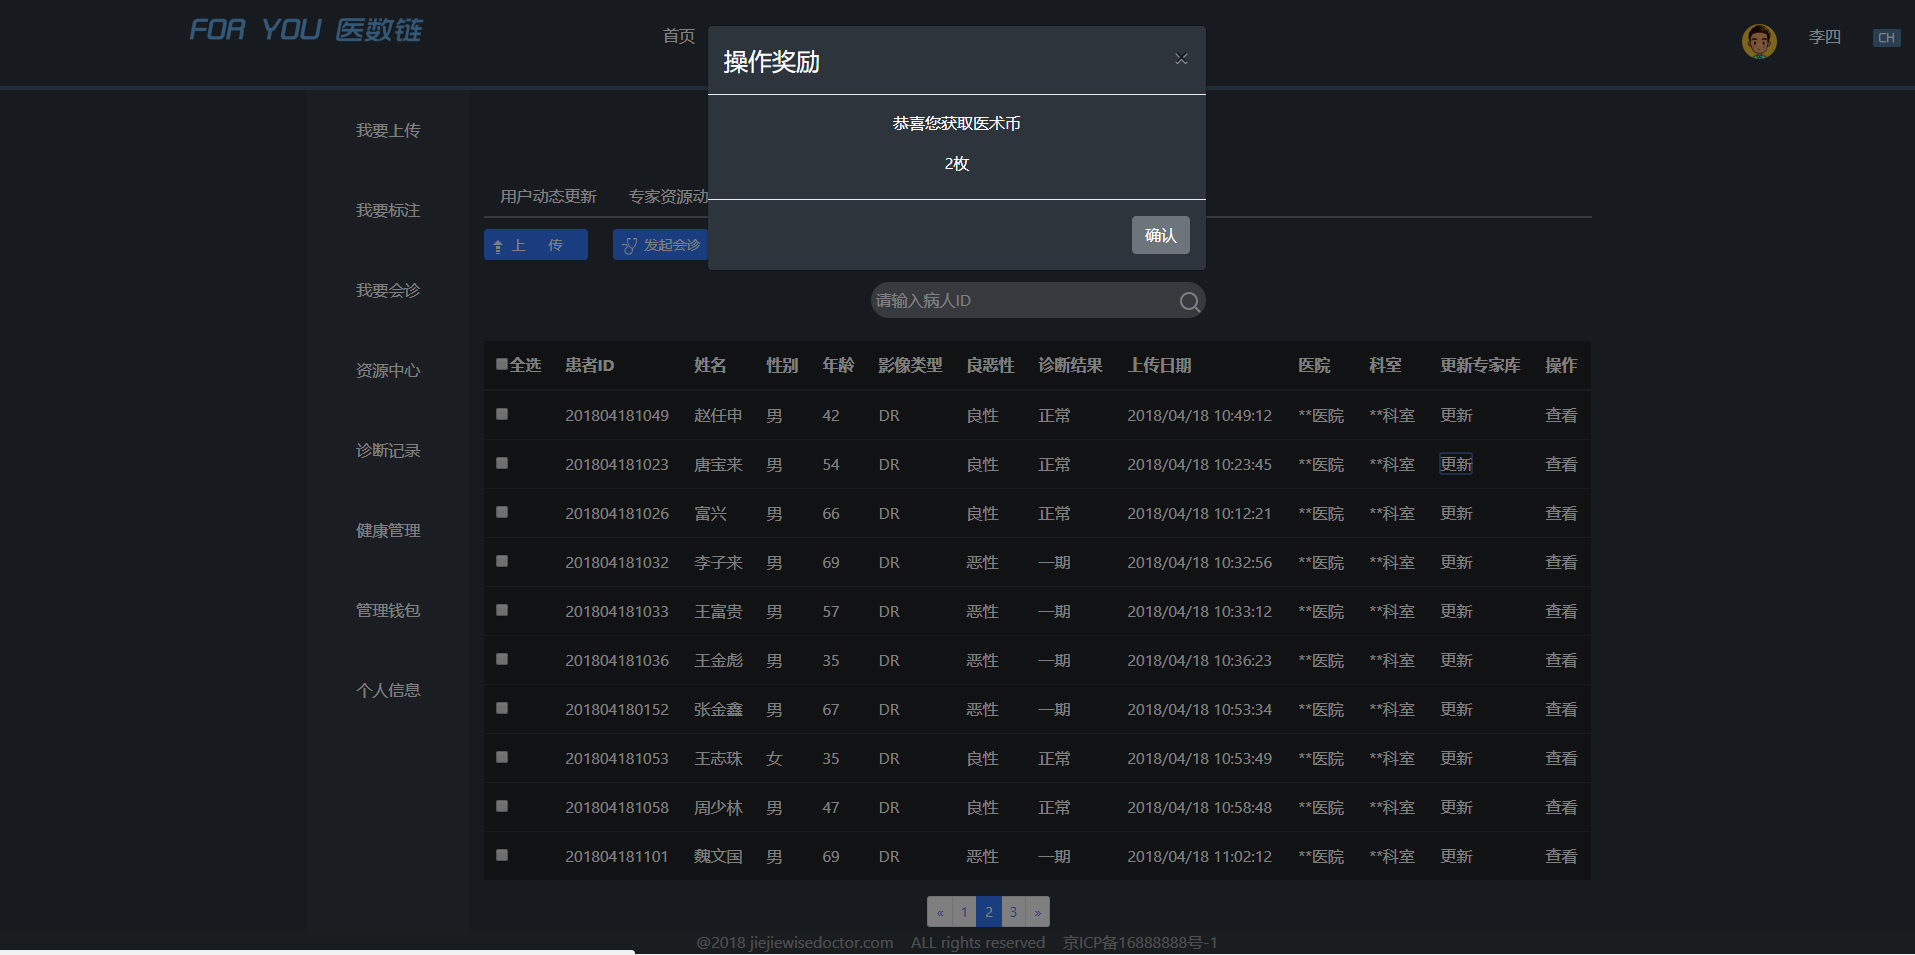 FOR YOU 医数链
首页
李四
CH
操作奖励
×
恭喜您获取医术币
2枚
确认
我要上传
我要标注
我要会诊
资源中心
诊断记录
健康管理
管理钱包
个人信息
用户动态更新 专家资源动
上 传 发起会诊
请输入病人ID
全选 患者ID 姓名 性别 年龄 影像类型 良恶性 诊断结果 上传日期 医院 科室 更新专家库 操作
201804181049 赵任申 男 42 DR 良性 正常 2018/04/18 10:49:12 **医院 **科室 更新 查看
201804181023 唐宝来 男 54 DR 良性 正常 2018/04/18 10:23:45 **医院 **科室 更新 查看
201804181026 富兴 男 66 DR 良性 正常 2018/04/18 10:12:21 **医院 **科室 更新 查看
201804181032 李子来 男 69 DR 恶性 一期 2018/04/18 10:32:56 **医院 **科室 更新 查看
201804181033 王富贵 男 57 DR 恶性 一期 2018/04/18 10:33:12 **医院 **科室 更新 查看
201804181036 王金彪 男 35 DR 恶性 一期 2018/04/18 10:36:23 **医院 **科室 更新 查看
201804180152 张金鑫 男 67 DR 恶性 一期 2018/04/18 10:53:34 **医院 **科室 更新 查看
201804181053 王志珠 女 35 DR 良性 正常 2018/04/18 10:53:49 **医院 **科室 更新 查看
201804181058 周少林 男 47 DR 良性 正常 2018/04/18 10:58:48 **医院 **科室 更新 查看
201804181101 魏文国 男 69 DR 恶性 一期 2018/04/18 11:02:12 **医院 **科室 更新 查看
« 1 2 3 »
@2018 jiejiewisedoctor.com ALL rights reserved 京ICP备16888888号-1